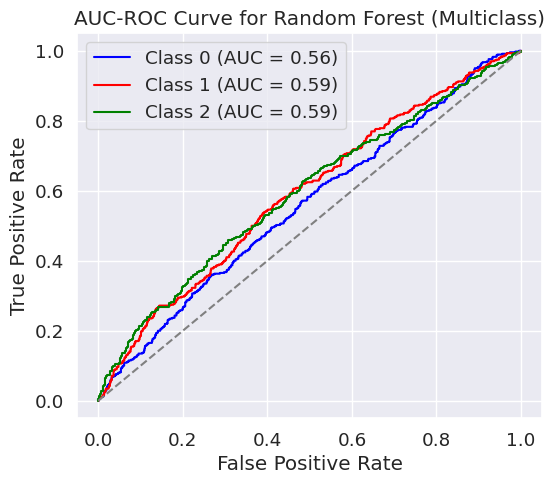 AUC-ROC Curve for Random Forest (Multiclass)
1.0
0.8
0.6
0.4
0.2
0.0
True Positive Rate
Class 0 (AUC = 0.56)
Class 1 (AUC = 0.59)
Class 2 (AUC = 0.59)
0.0 0.2 0.4 0.6 0.8 1.0
False Positive Rate